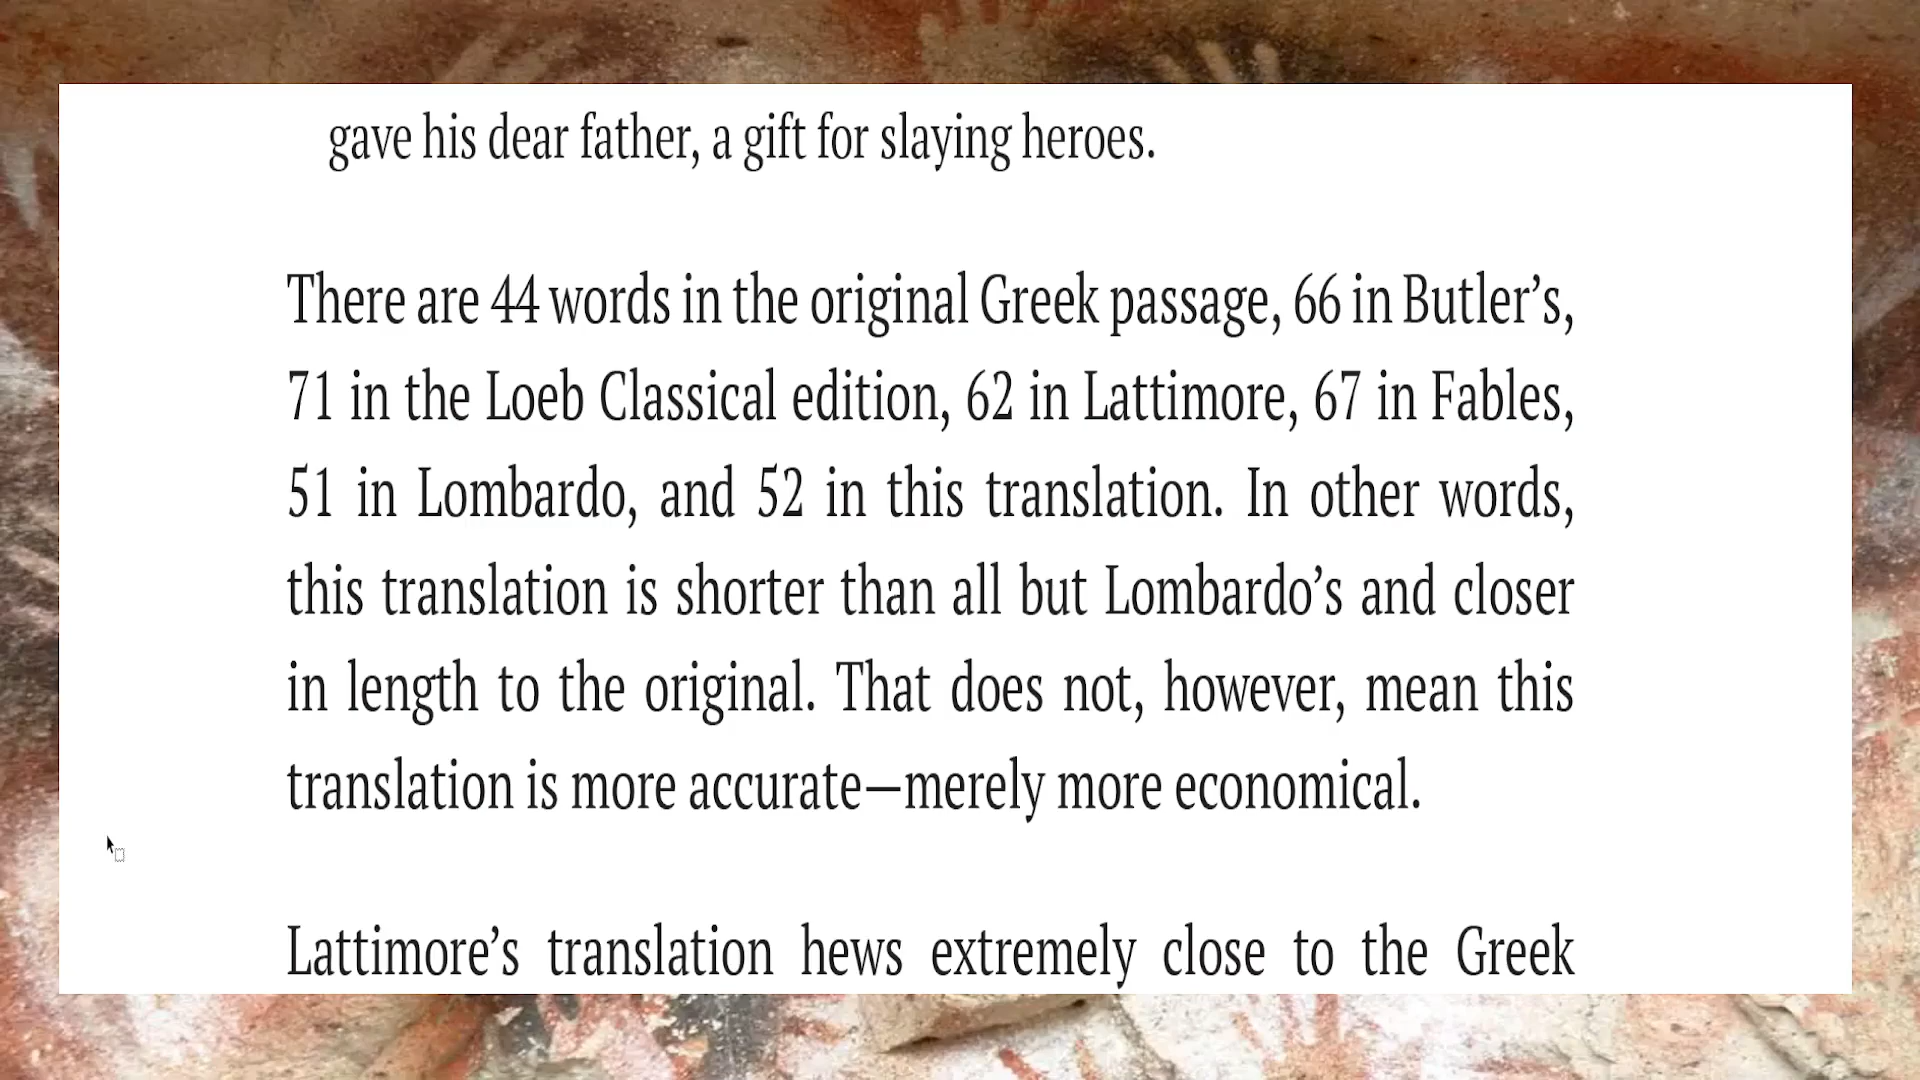 gave his dear father, a gift for slaying heroes.
There are 44 words in the original Greek passage, 66 in Butler’s,
71 in the Loeb Classical edition, 62 in Lattimore, 67 in Fables,
51 in Lombardo, and 52 in this translation. In other words,
this translation is shorter than all but Lombardo’s and closer
in length to the original. That does not, however, mean this
translation is more accurate—merely more economical.
Lattimore’s translation hews extremely close to the Greek